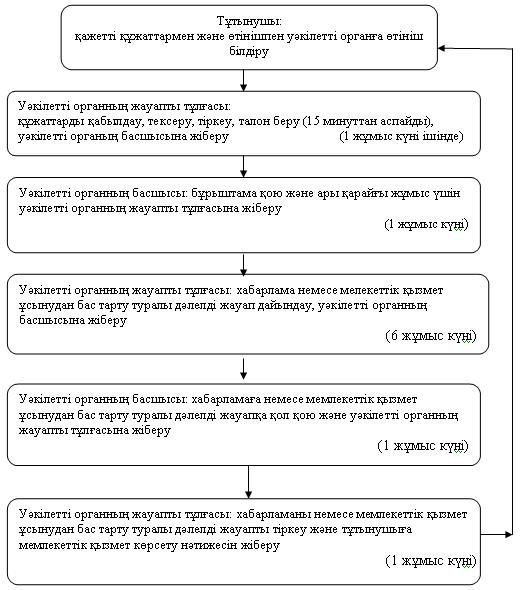 Тұтынушы:
қажетті құжаттармен және өтінішпен уәкілетті органға өтініш
білдіру
Уәкілетті органның жауапты тұлғасы:
құжаттарды қабылдау, тексеру, тіркеу, талон беру (15 минуттан аспайды),
уәкілетті органың басшысына жіберу (1 жұмыс күні ішінде)
Уәкілетті органның басшысы: бұрыштама қою және ары қарайғы жұмыс үшін
уәкілетті органның жауапты тұлғасына жіберу
(1 жұмыс күні)
Уәкілетті органның жауапты тұлғасы: хабарлама немесе мелекеттік қызмет
ұсынудан бас тарту туралы дәлелді жауап дайындау, уәкілетті органның
басшысына жіберу
(6 жұмыс күні)
Уәкілетті органның басшысы: хабарламаға немесе мемлекеттік қызмет
ұсынудан бас тарту туралы дәлелді жауапқа қол қою және уәкілетті органның
жауапты тұлғасына жіберу
(1 жұмыс күні)
Уәкілетті органның жауапты тұлғасы: хабарламаны немесе мемлекеттік қызмет
ұсынудан бас тарту туралы дәлелді жауапты тіркеу және тұтынушыға
мемлекеттік қызмет көрсету нәтижесін жіберу
(1 жұмыс күні)